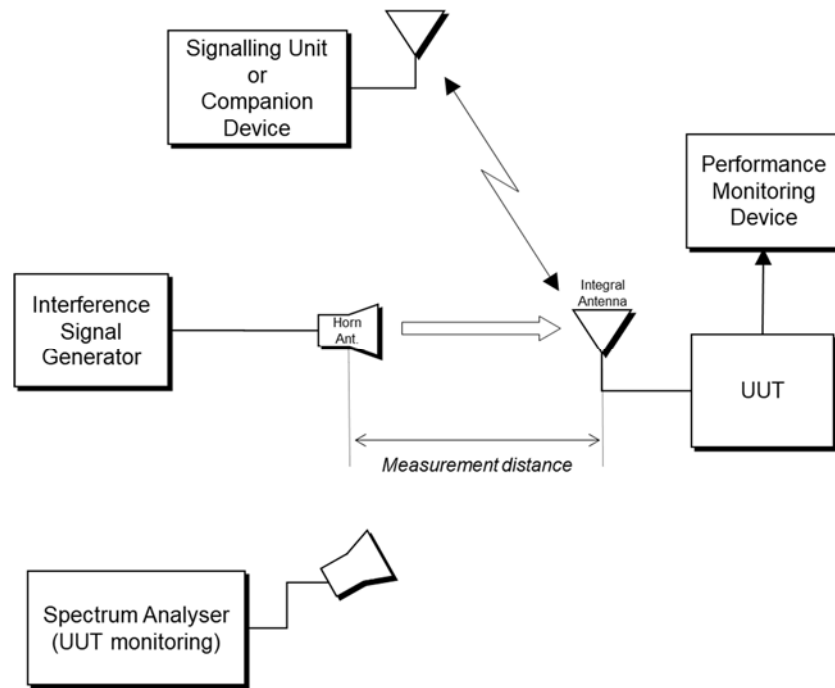 Signalling Unit
or
Companion
Device
Performance
Monitoring
Device
Interference
Signal
Generator
Horn
Ant.
Integral
Antenna
UUT
Measurement distance
Spectrum Analyser
(UUT monitoring)